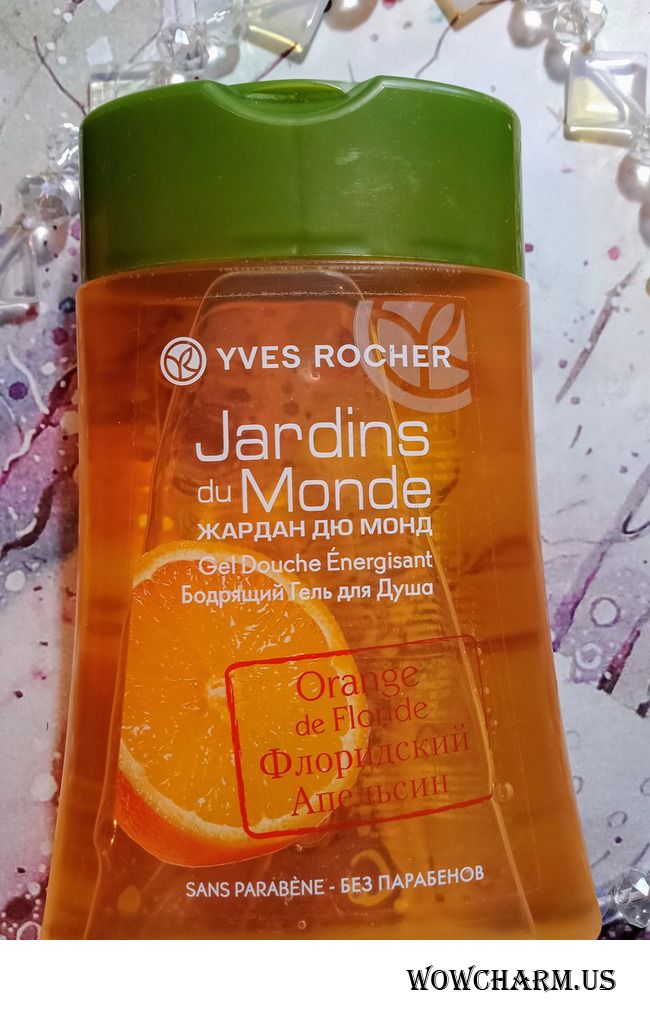 YVES ROCHER
Jardins
du Monde
ЖАРДАН ДЮ МОНД
Gel Douche Énergisant
Бодрящий Гель для Душа
Orange
de Floride
Флоридский
Апельсин
SANS PARABÈNE - БЕЗ ПАРАБЕНОВ
WOWCHARM.US